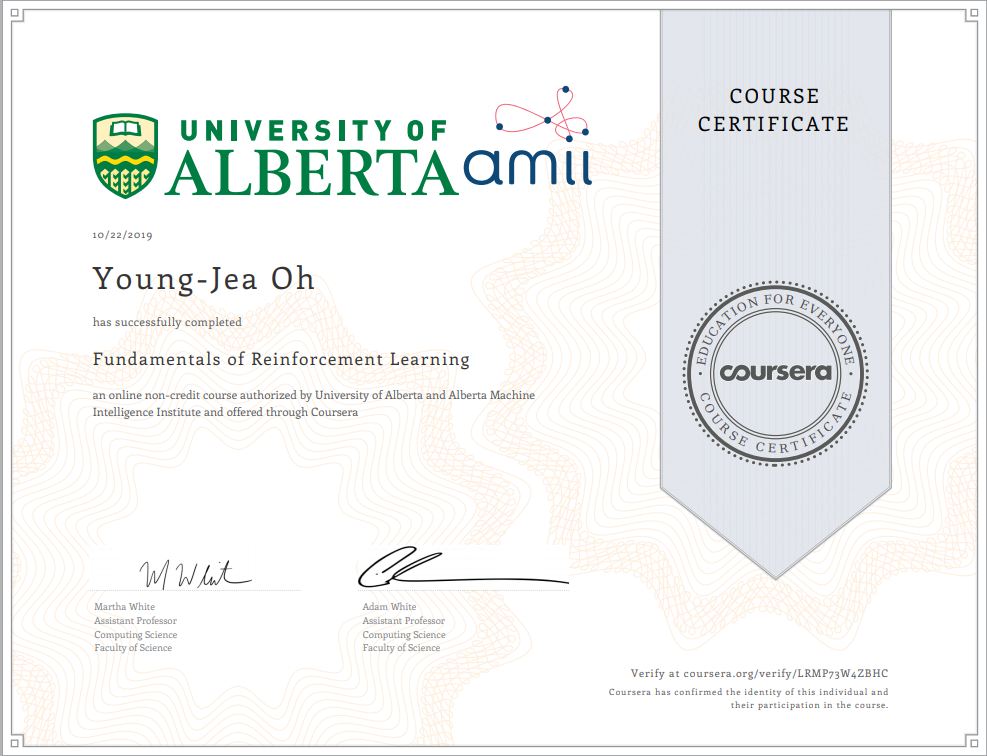 UNIVERSITY OF
ALBERTA
amii
COURSE
CERTIFICATE
10/22/2019
Young-Jea Oh
has successfully completed
Fundamentals of Reinforcement Learning
an online non-credit course authorized by University of Alberta and Alberta Machine
Intelligence Institute and offered through Coursera
EDUCATION FOR EVERYONE
coursera
COURSE CERTIFICATE
M White
Martha White
Assistant Professor
Computing Science
Faculty of Science
Adam White
Assistant Professor
Computing Science
Faculty of Science
Verify at coursera.org/verify/LRMP73W4ZBHC
Coursera has confirmed the identity of this individual and
their participation in the course.